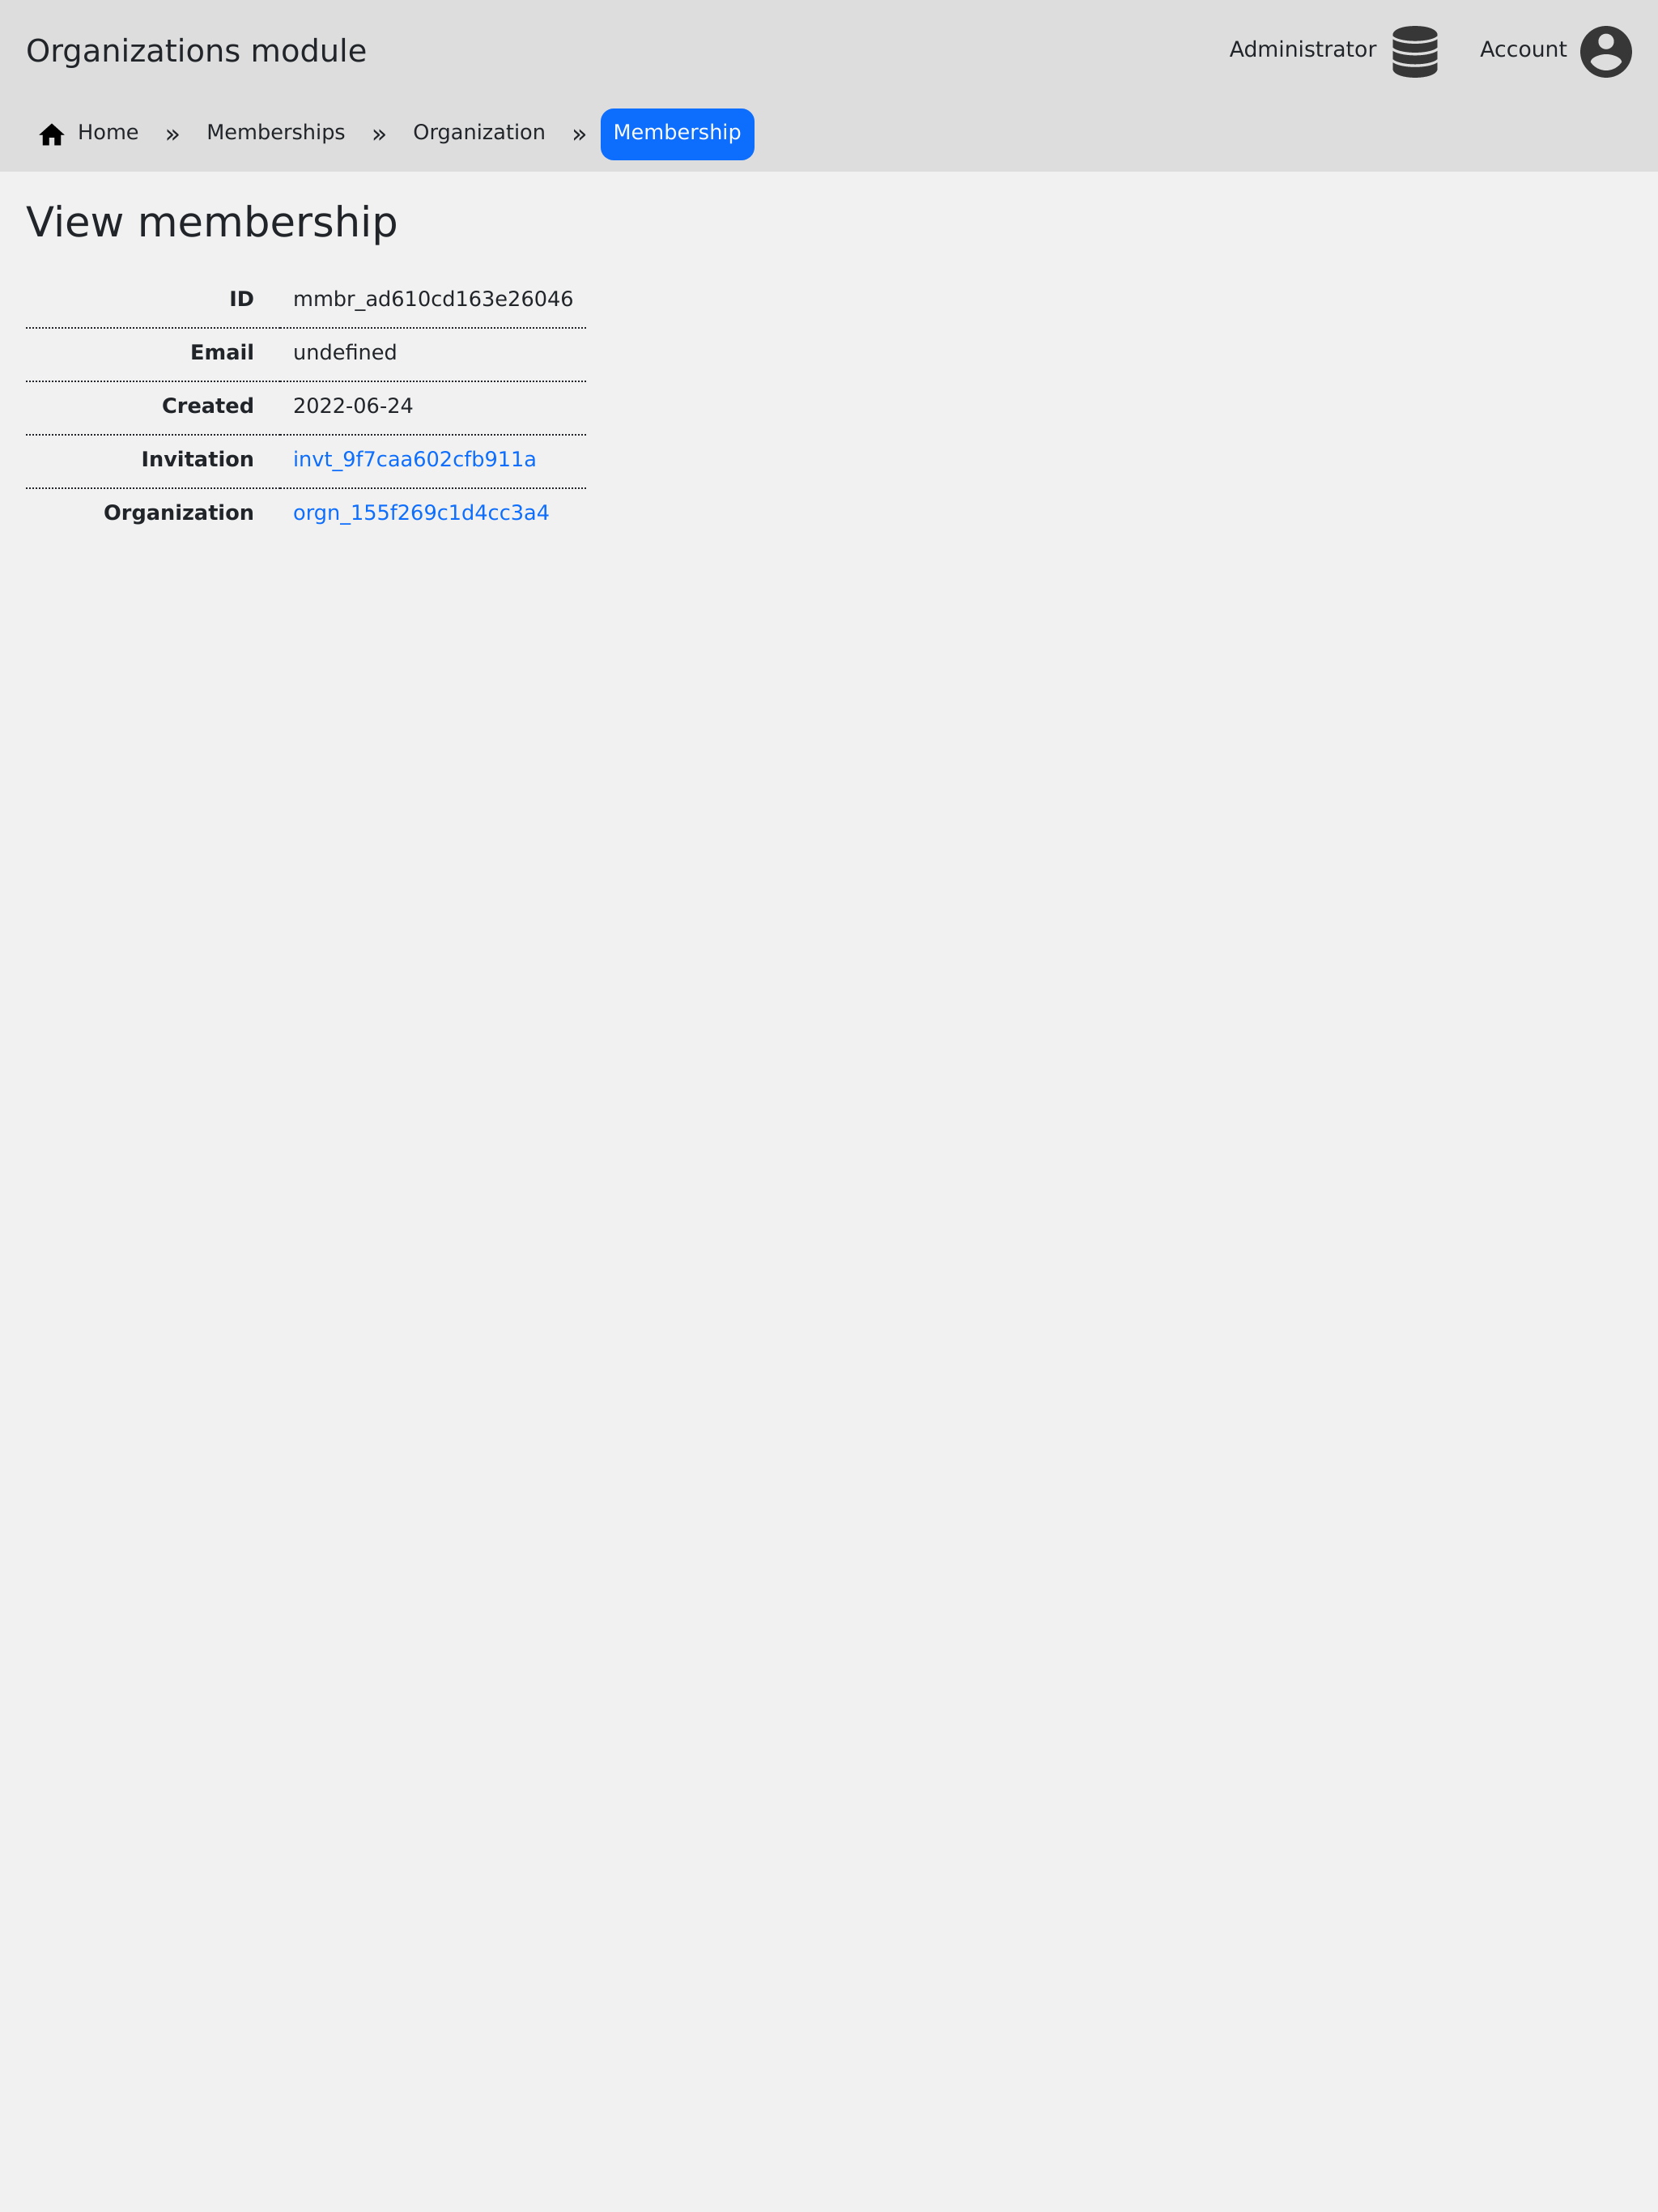 Organizations module
Administrator
Account
Home » Memberships » Organization » Membership
View membership
ID mmbr_ad610cd163e26046
Email undefined
Created 2022-06-24
Invitation invt_9f7caa602cfb911a
Organization orgn_155f269c1d4cc3a4